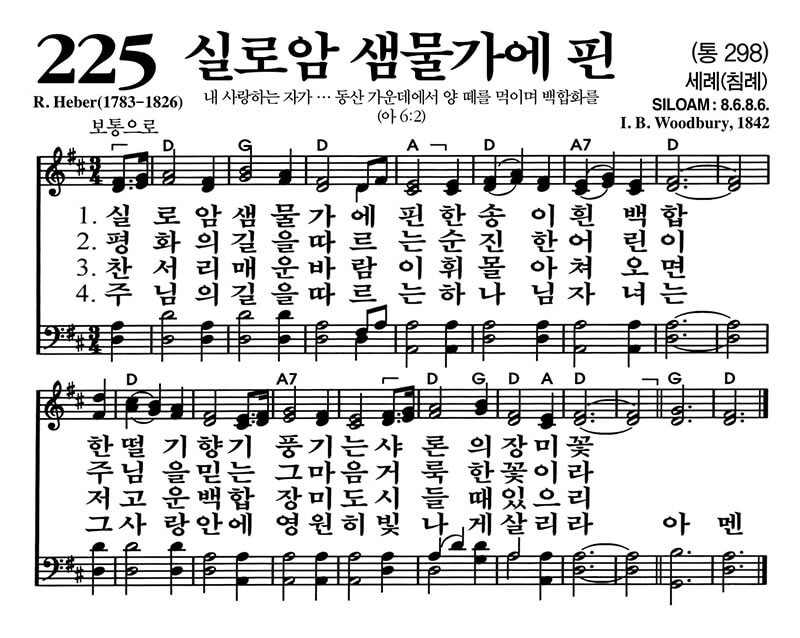 225 실로암 샘물가에 핀 (통 298)
세례(침례)
R. Heber(1783-1826) 내 사랑하는 자가 … 동산 가운데에서 양 떼를 먹이며 백합화를 SILOAM : 8.6.8.6.
(아 6:2) I. B. Woodbury, 1842
보통으로
D G D A D A7 D
1. 실 로 암 샘 물 가 에 핀 한 송 이 흰 백 합
2. 평 화 의 길 을 따 르 는 순 진 한 어 린 이
3. 찬 서 리 매 운 바 람 이 휘 몰 아 쳐 오 면
4. 주 님 의 길 을 따 르 는 하 나 님 자 녀 는
D A7 D G D A D G D
한 떨 기 향 기 풍 기 는 샤 론 의 장 미 꽃
주 님 을 믿 는 그 마 음 거 룩 한 꽃 이 라
저 고 운 백 합 장 미 도 시 들 때 있 으 리
그 사 랑 안 에 영 원 히 빛 나 게 살 리 라 아 멘